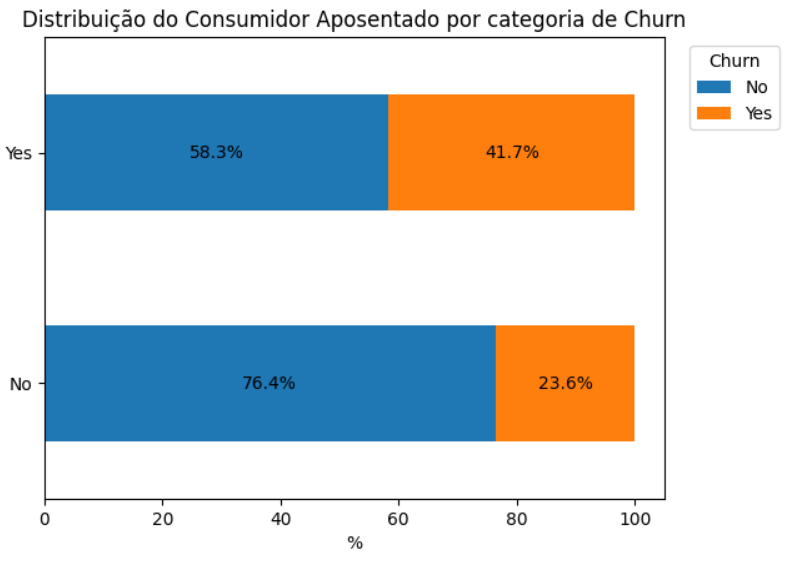 Distribuição do Consumidor Aposentado por categoria de Churn
Churn
No
Yes
Yes
58.3%
41.7%
No
76.4%
23.6%
0 20 40 60 80 100
%